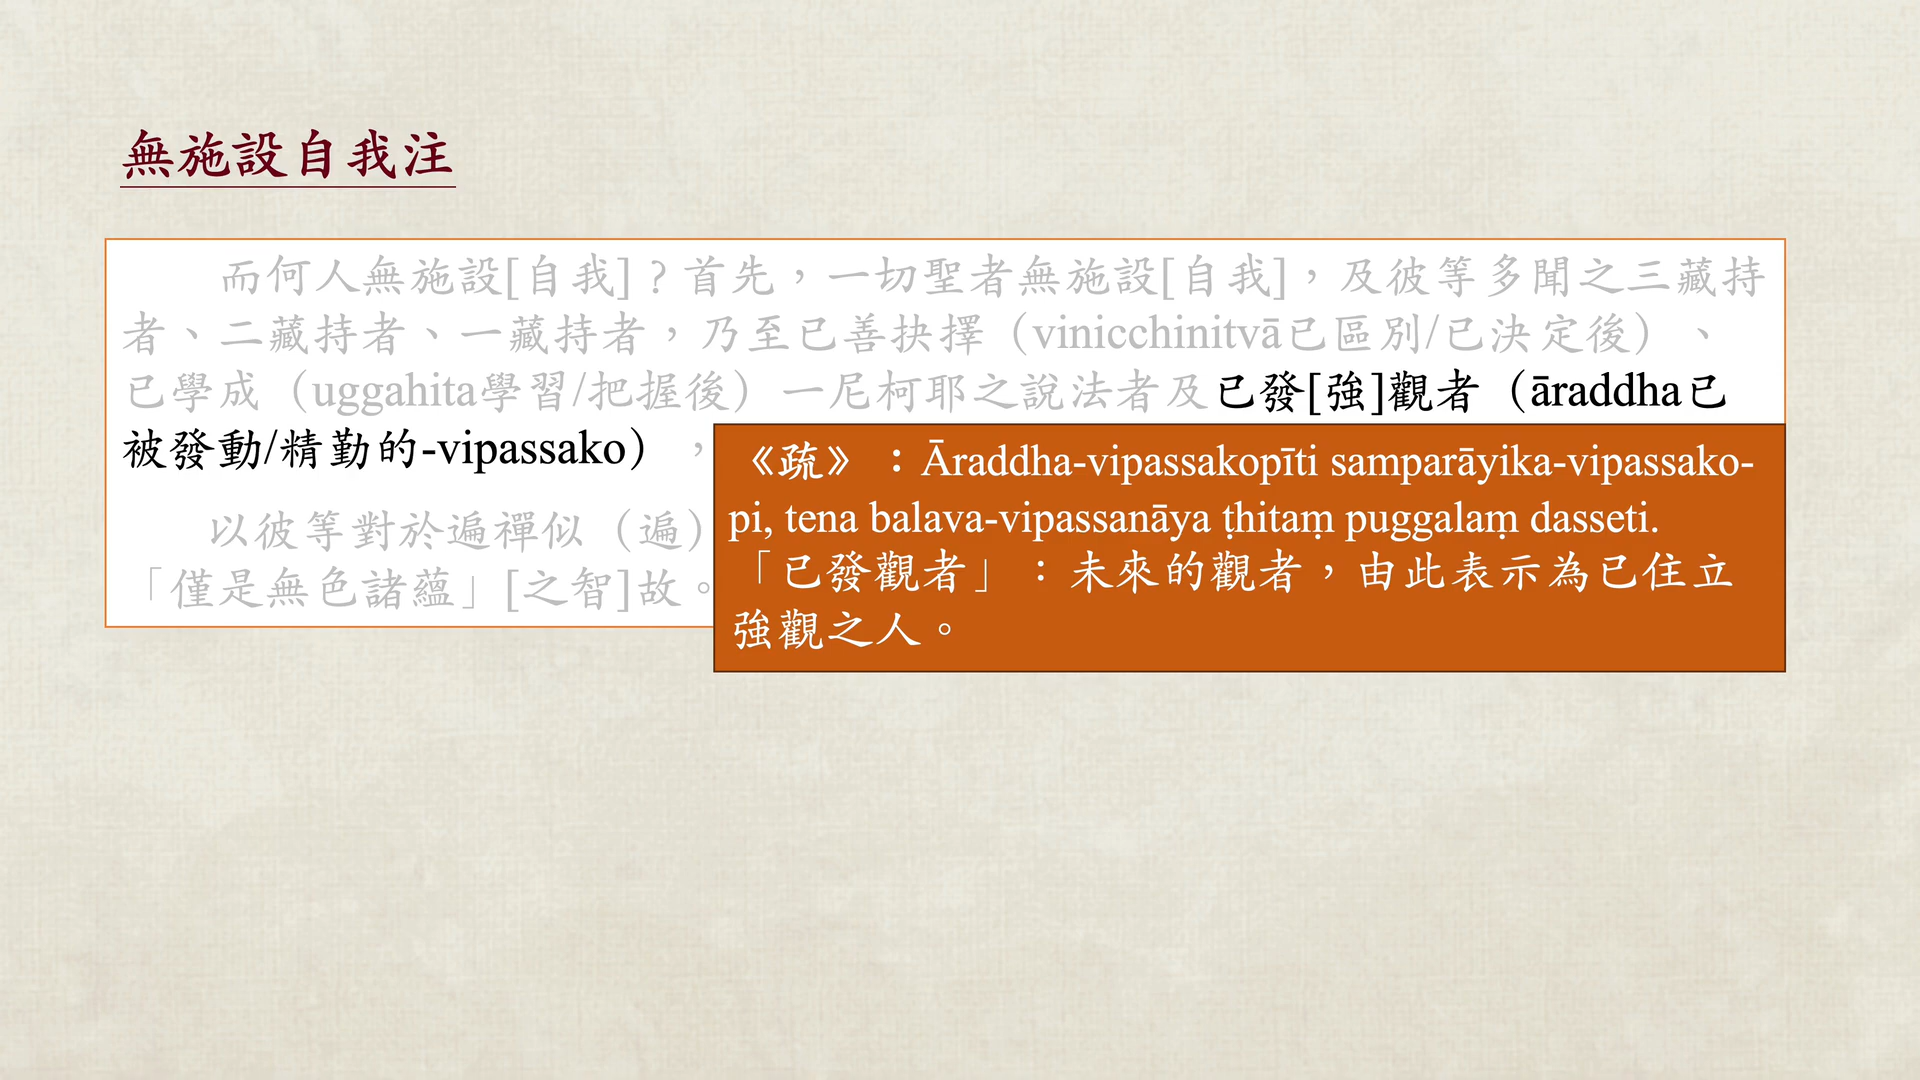 無施設自我注
而何人無施設[自我]？首先，一切聖者無施設[自我]，及彼等多聞之三藏持
者、二藏持者、一藏持者，乃至已善抉擇（vinicchinitvā已區別/已決定後）、
已學成（uggahita學習/把握後）一尼柯耶之說法者及已發[強]觀者（āraddha已
被發動/精勤的-vipassako），
以彼等對於遍禪似（遍）
「僅是無色諸蘊」[之智]故。
《疏》：Āraddha-vipassakopīti samparāyika-vipassako-
pi, tena balava-vipassanāya ṭhitaṃ puggalaṃ dasseti.
「已發觀者」：未來的觀者，由此表示為已住立
強觀之人。